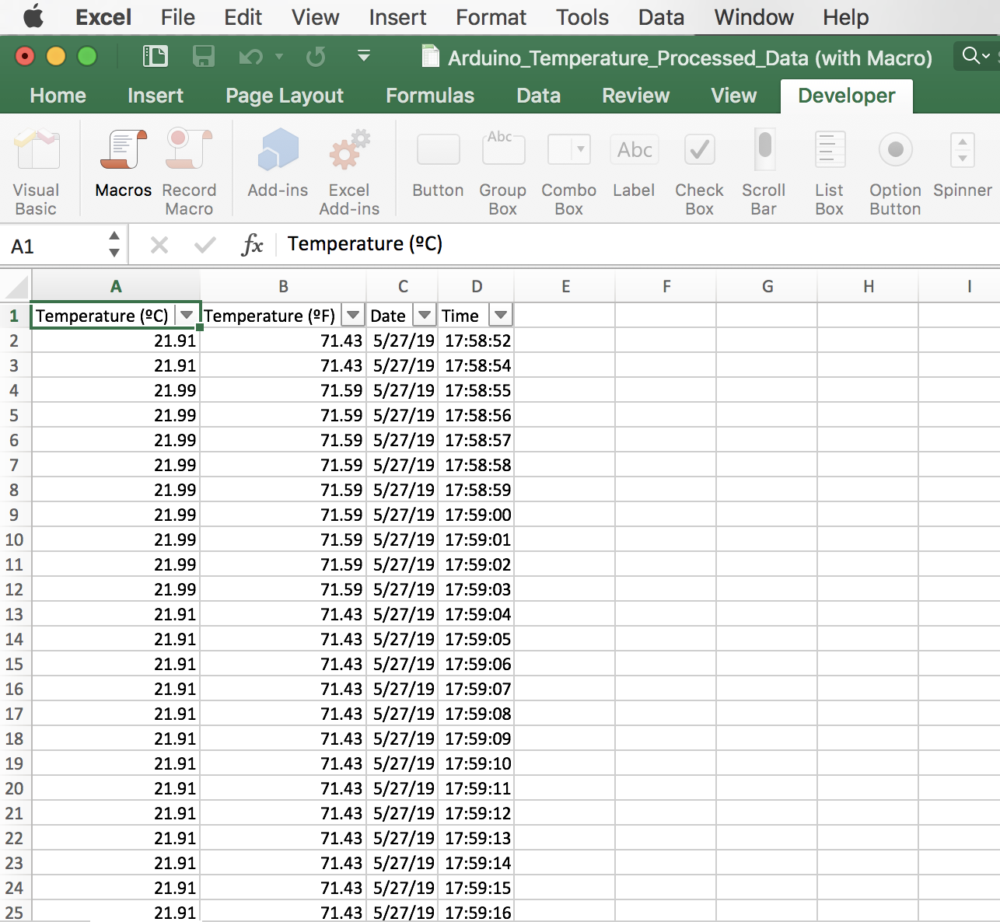 Excel File Edit View Insert Format Tools Data Window Help
Arduino_Temperature_Processed_Data (with Macro)
Home Insert Page Layout Formulas Data Review View Developer
Abc Abc
Visual Basic Macros Record Macro Add-ins Excel Add-ins Button Group Box Combo Box Label Check Box Scroll Bar List Box Option Button Spinner
A1 fx Temperature (ºC)
A B C D E F G H I
1 Temperature (ºC) Temperature (ºF) Date Time
2 21.91 71.43 5/27/19 17:58:52
3 21.91 71.43 5/27/19 17:58:54
4 21.99 71.59 5/27/19 17:58:55
5 21.99 71.59 5/27/19 17:58:56
6 21.99 71.59 5/27/19 17:58:57
7 21.99 71.59 5/27/19 17:58:58
8 21.99 71.59 5/27/19 17:58:59
9 21.99 71.59 5/27/19 17:59:00
10 21.99 71.59 5/27/19 17:59:01
11 21.99 71.59 5/27/19 17:59:02
12 21.99 71.59 5/27/19 17:59:03
13 21.91 71.43 5/27/19 17:59:04
14 21.91 71.43 5/27/19 17:59:05
15 21.91 71.43 5/27/19 17:59:06
16 21.91 71.43 5/27/19 17:59:07
17 21.91 71.43 5/27/19 17:59:08
18 21.91 71.43 5/27/19 17:59:09
19 21.91 71.43 5/27/19 17:59:10
20 21.91 71.43 5/27/19 17:59:11
21 21.91 71.43 5/27/19 17:59:12
22 21.91 71.43 5/27/19 17:59:13
23 21.91 71.43 5/27/19 17:59:14
24 21.91 71.43 5/27/19 17:59:15
25 21.91 71.43 5/27/19 17:59:16